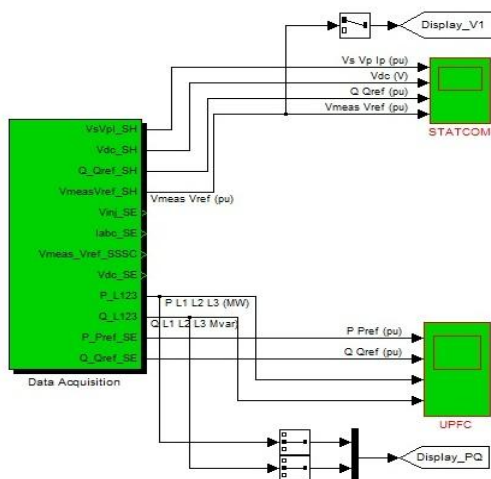 Display_V1
Vs Vp Ip (pu)
Vdc (V)
Q Qref (pu)
Vmeas Vref (pu)
STATCOM
VsVpI_SH
Vdc_SH
Q_Qref_SH
VmeasVref_SH
Vmeas Vref (pu)
Vinj_SE
Iabc_SE
Vmeas_Vref_SSSC
Vdc_SE
P_L123
P L1 L2 L3 (MW)
Q_L123
Q L1 L2 L3 Mvar)
P_Pref_SE
P Pref (pu)
Q_Qref_SE
Q Qref (pu)
Data Acquisition
UPFC
Display_PQ